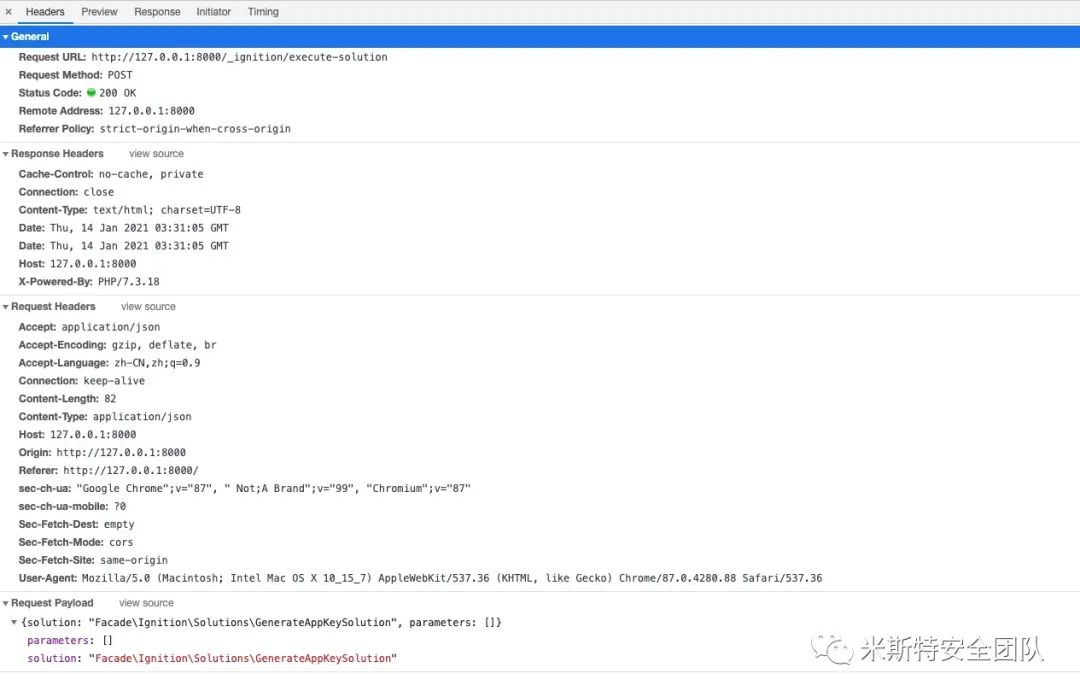 × Headers Preview Response Initiator Timing
▼ General
Request URL: http://127.0.0.1:8000/_ignition/execute-solution
Request Method: POST
Status Code: 200 OK
Remote Address: 127.0.0.1:8000
Referrer Policy: strict-origin-when-cross-origin
▼ Response Headers view source
Cache-Control: no-cache, private
Connection: close
Content-Type: text/html; charset=UTF-8
Date: Thu, 14 Jan 2021 03:31:05 GMT
Date: Thu, 14 Jan 2021 03:31:05 GMT
Host: 127.0.0.1:8000
X-Powered-By: PHP/7.3.18
▼ Request Headers view source
Accept: application/json
Accept-Encoding: gzip, deflate, br
Accept-Language: zh-CN,zh;q=0.9
Connection: keep-alive
Content-Length: 82
Content-Type: application/json
Host: 127.0.0.1:8000
Origin: http://127.0.0.1:8000
Referer: http://127.0.0.1:8000/
sec-ch-ua: "Google Chrome";v="87", " Not;A Brand";v="99", "Chromium";v="87"
sec-ch-ua-mobile: ?0
Sec-Fetch-Dest: empty
Sec-Fetch-Mode: cors
Sec-Fetch-Site: same-origin
User-Agent: Mozilla/5.0 (Macintosh; Intel Mac OS X 10_15_7) AppleWebKit/537.36 (KHTML, like Gecko) Chrome/87.0.4280.88 Safari/537.36
▼ Request Payload view source
▼ {solution: "Facade\Ignition\Solutions\GenerateAppKeySolution", parameters: []}
parameters: []
solution: "Facade\Ignition\Solutions\GenerateAppKeySolution"
米斯特安全团队